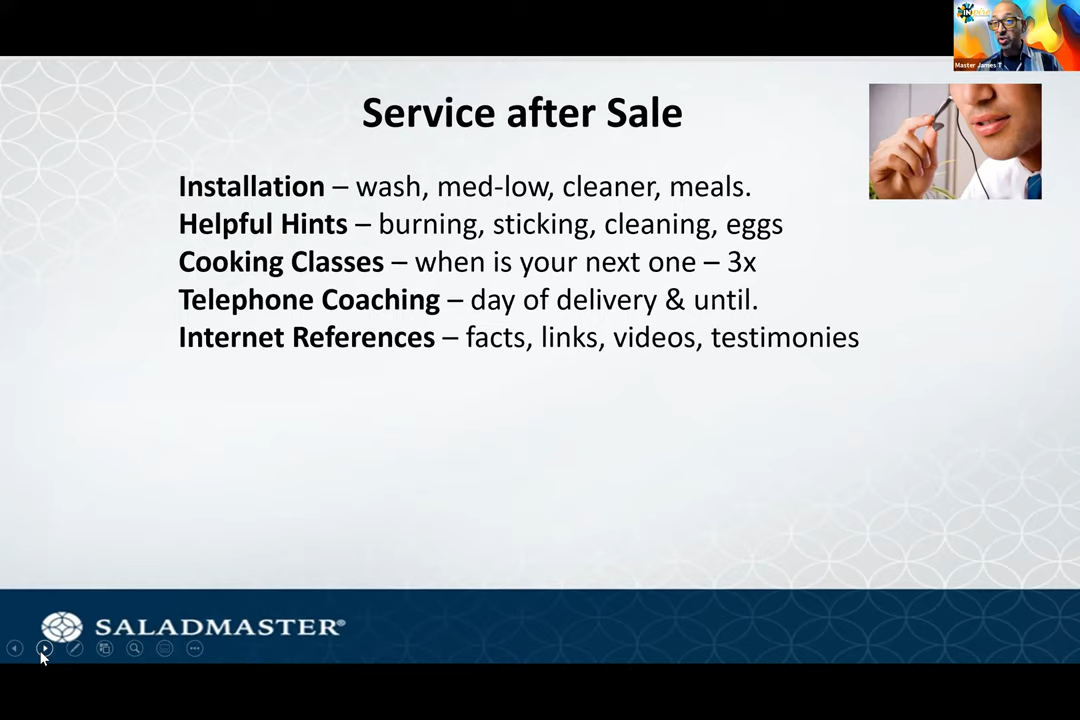 Master James T
Service after Sale
Installation – wash, med-low, cleaner, meals.
Helpful Hints – burning, sticking, cleaning, eggs
Cooking Classes – when is your next one – 3x
Telephone Coaching – day of delivery & until.
Internet References – facts, links, videos, testimonies
SALADMASTER®